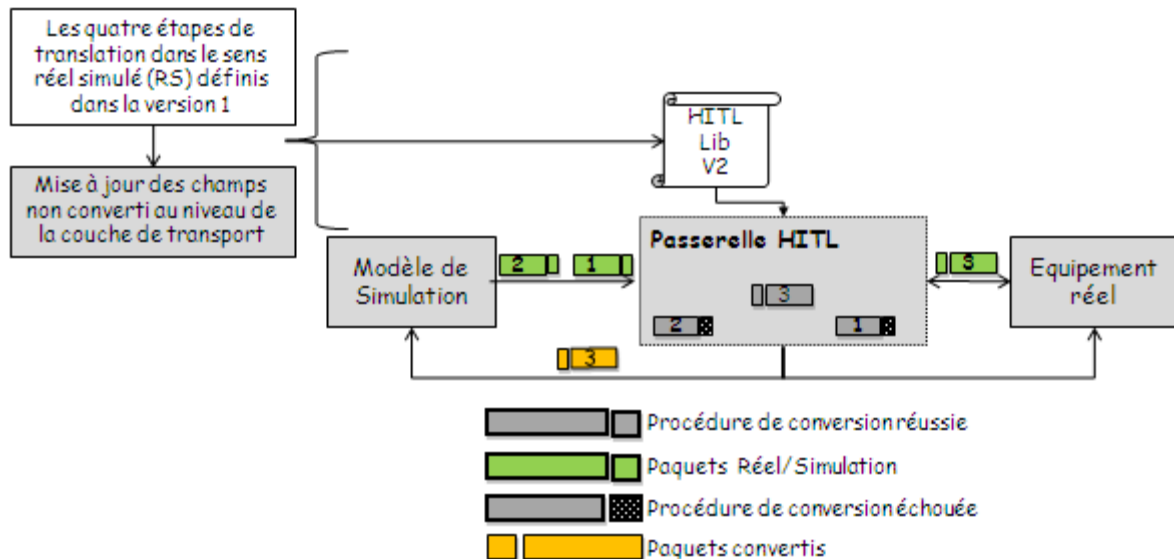 Les quatre étapes de
translation dans le sens
réel simulé (RS) définis
dans la version 1
Mise à jour des champs
non converti au niveau de
la couche de transport
HITL
Lib
V2
Modèle de
Simulation
2
1
Passerelle HITL
3
2
1
3
Equipement
réel
3
Procédure de conversion réussie
Paquets Réel/Simulation
Procédure de conversion échouée
Paquets convertis